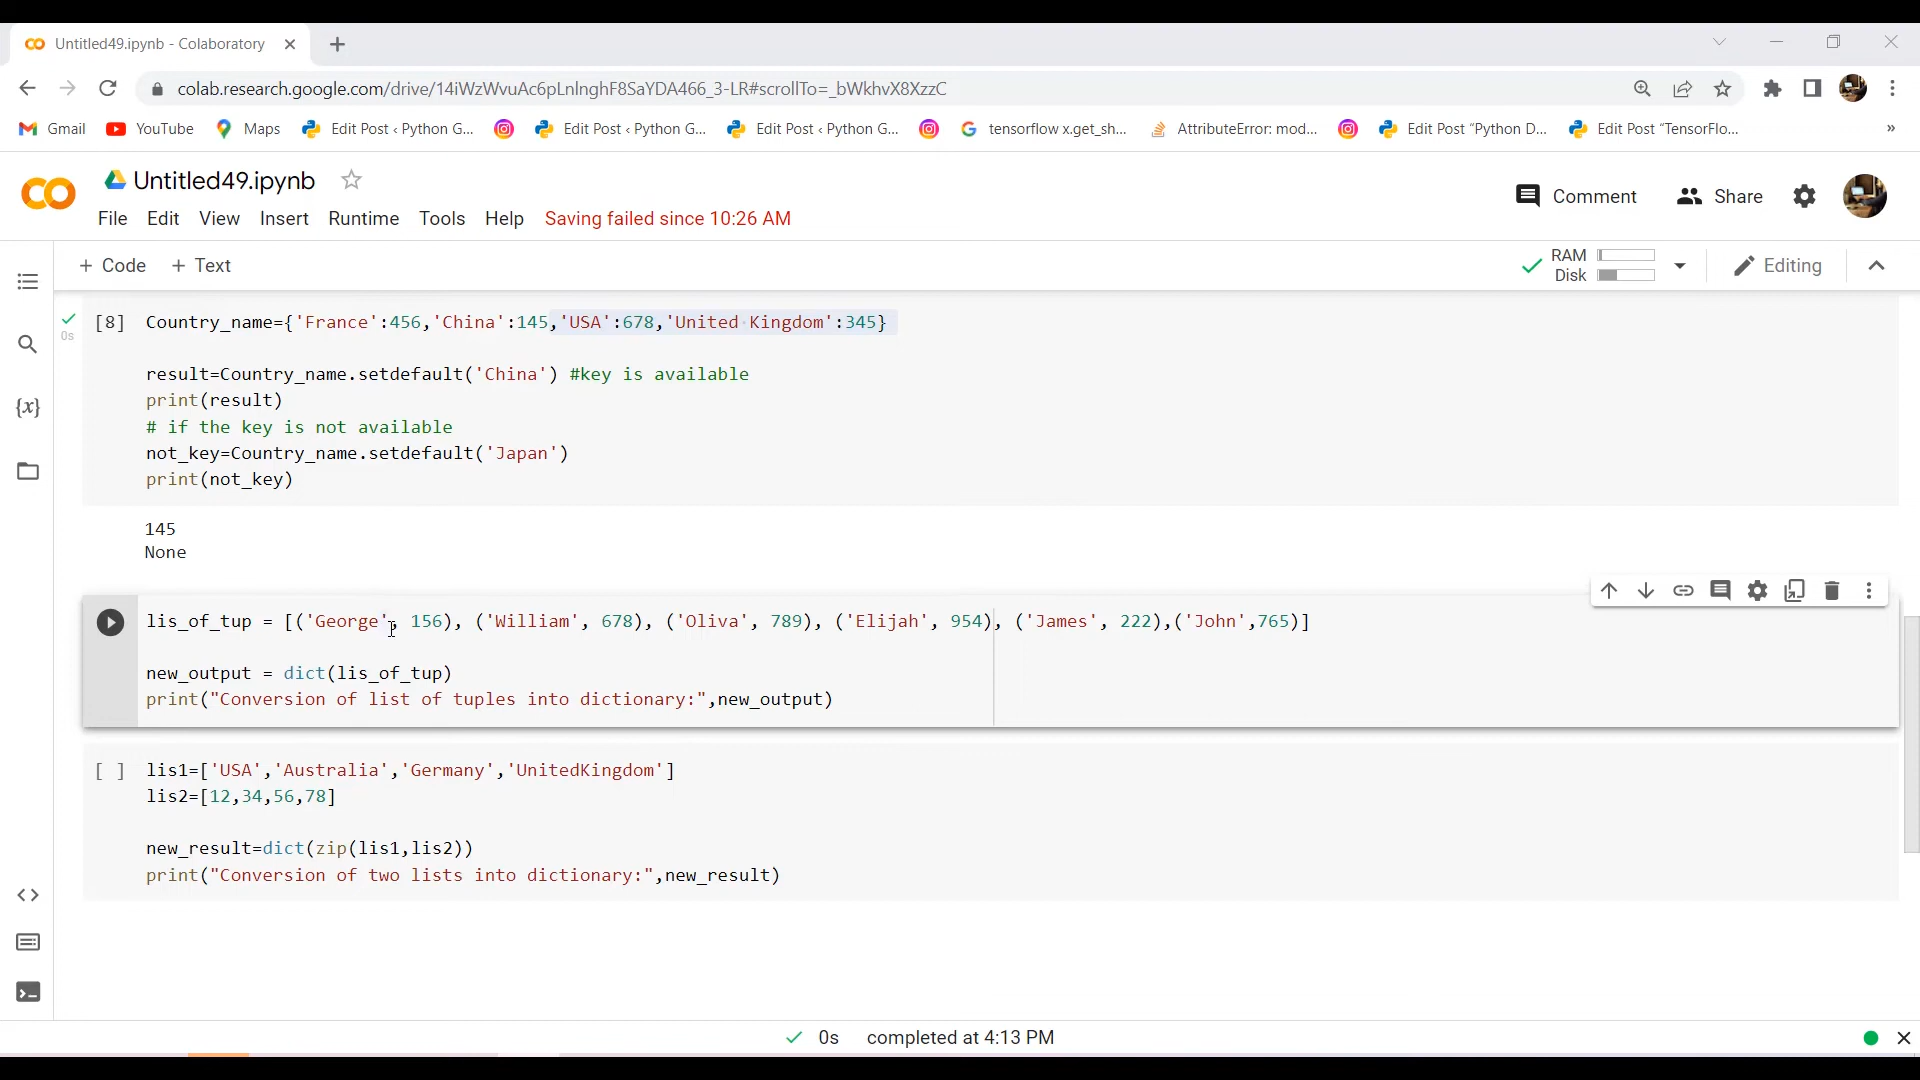 Untitled49.ipynb - Colaboratory
colab.research.google.com/drive/14iWzWvuAc6pLnlnghF8SaYDA466_3-LR#scrollTo=_bWkhvX8XzzC
Gmail YouTube Maps Edit Post ‹ Python G... Edit Post ‹ Python G... Edit Post ‹ Python G... tensorflow x.get_sh... AttributeError: mod... Edit Post “Python D... Edit Post “TensorFlo... »
Untitled49.ipynb
Comment Share
File Edit View Insert Runtime Tools Help Saving failed since 10:26 AM
+ Code + Text
RAM
Disk
Editing
[8] Country_name={'France':456,'China':145,'USA':678,'United Kingdom':345}
0s
result=Country_name.setdefault('China') #key is available
print(result)
# if the key is not available
not_key=Country_name.setdefault('Japan')
print(not_key)
145
None
lis_of_tup = [('George', 156), ('William', 678), ('Oliva', 789), ('Elijah', 954), ('James', 222),('John',765)]
new_output = dict(lis_of_tup)
print("Conversion of list of tuples into dictionary:",new_output)
[ ] lis1=['USA','Australia','Germany','UnitedKingdom']
lis2=[12,34,56,78]
new_result=dict(zip(lis1,lis2))
print("Conversion of two lists into dictionary:",new_result)
0s completed at 4:13 PM